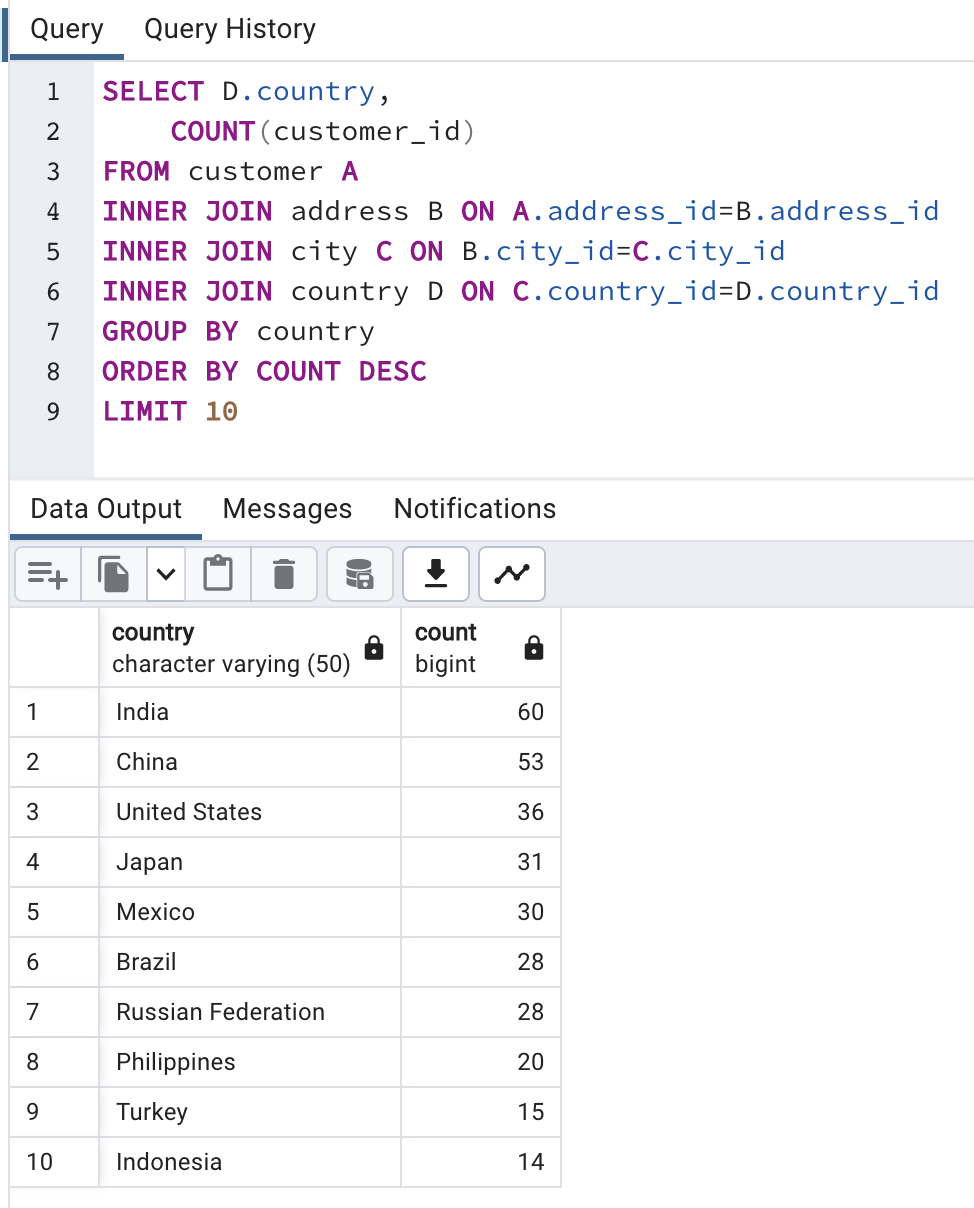 Query Query History
1 SELECT D.country,
2 COUNT(customer_id)
3 FROM customer A
4 INNER JOIN address B ON A.address_id=B.address_id
5 INNER JOIN city C ON B.city_id=C.city_id
6 INNER JOIN country D ON C.country_id=D.country_id
7 GROUP BY country
8 ORDER BY COUNT DESC
9 LIMIT 10
Data Output Messages Notifications
country count
character varying (50) bigint
1 India 60
2 China 53
3 United States 36
4 Japan 31
5 Mexico 30
6 Brazil 28
7 Russian Federation 28
8 Philippines 20
9 Turkey 15
10 Indonesia 14